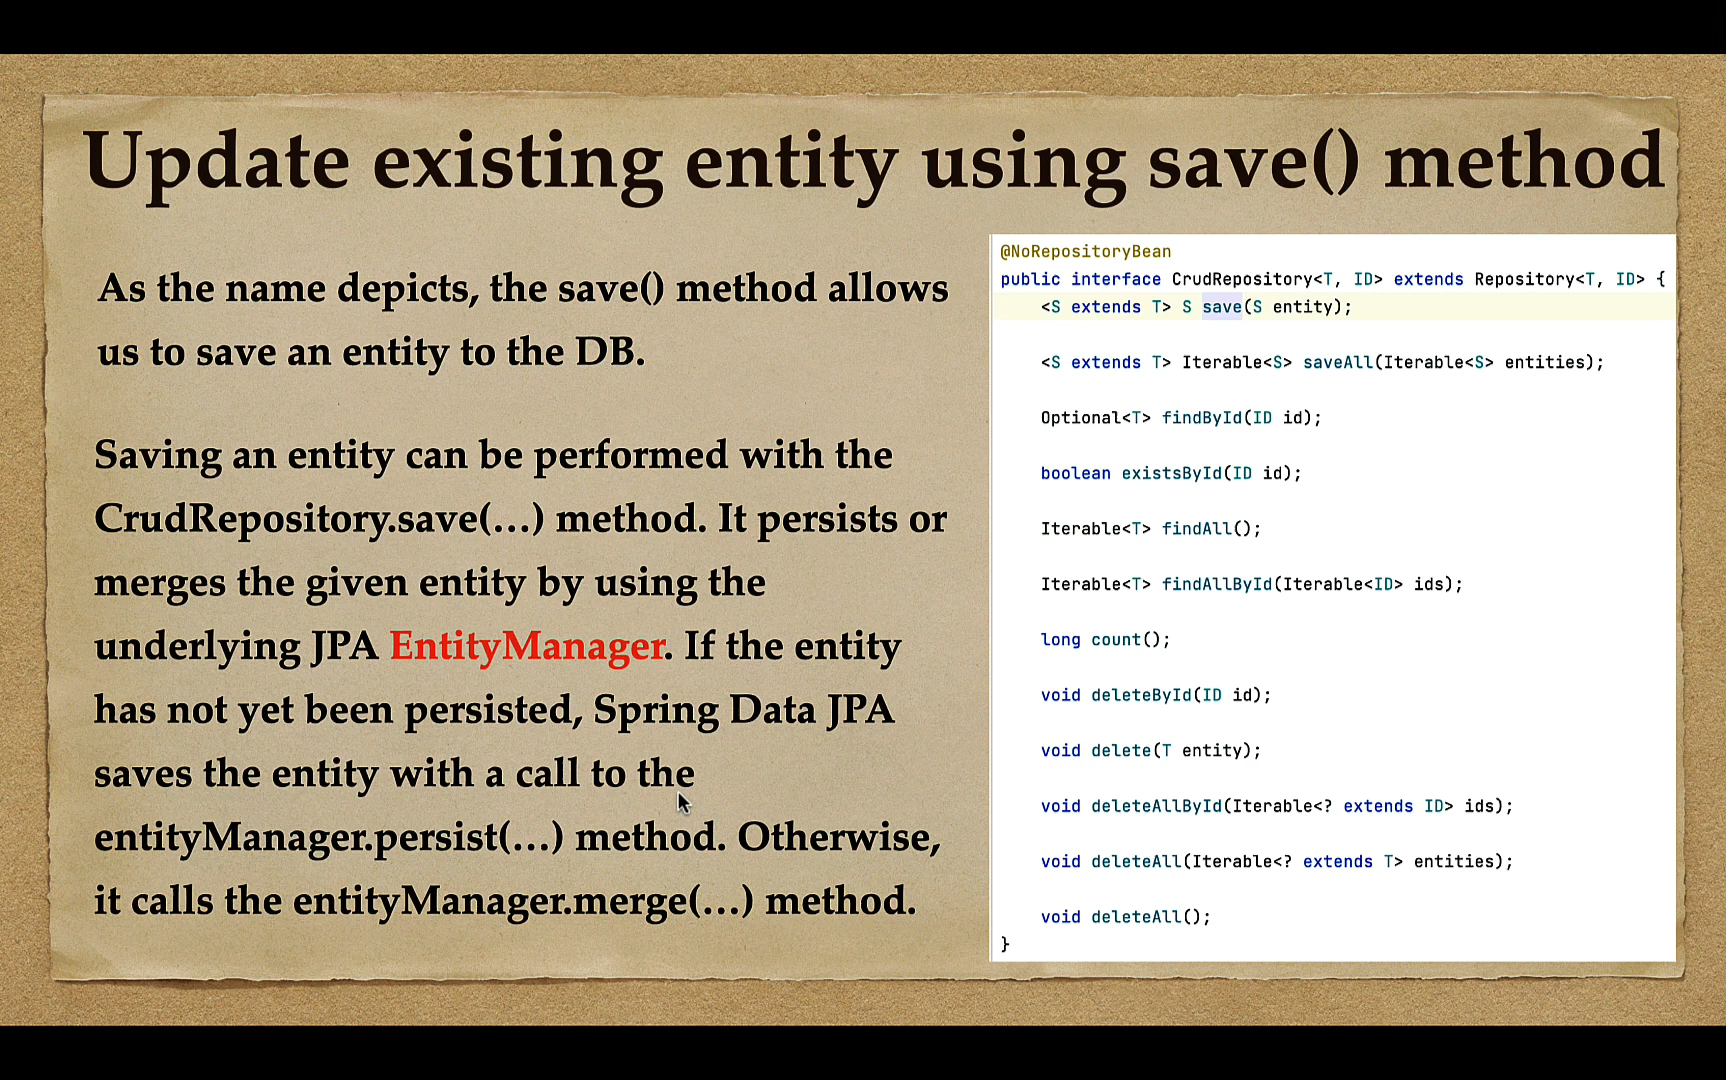 Update existing entity using save() method
As the name depicts, the save() method allows
us to save an entity to the DB.
Saving an entity can be performed with the
CrudRepository.save(…) method. It persists or
merges the given entity by using the
underlying JPA EntityManager. If the entity
has not yet been persisted, Spring Data JPA
saves the entity with a call to the
entityManager.persist(…) method. Otherwise,
it calls the entityManager.merge(…) method.
@NoRepositoryBean
public interface CrudRepository<T, ID> extends Repository<T, ID> {
<S extends T> S save(S entity);
<S extends T> Iterable<S> saveAll(Iterable<S> entities);
Optional<T> findById(ID id);
boolean existsById(ID id);
Iterable<T> findAll();
Iterable<T> findAllById(Iterable<ID> ids);
long count();
void deleteById(ID id);
void delete(T entity);
void deleteAllById(Iterable<? extends ID> ids);
void deleteAll(Iterable<? extends T> entities);
void deleteAll();
}